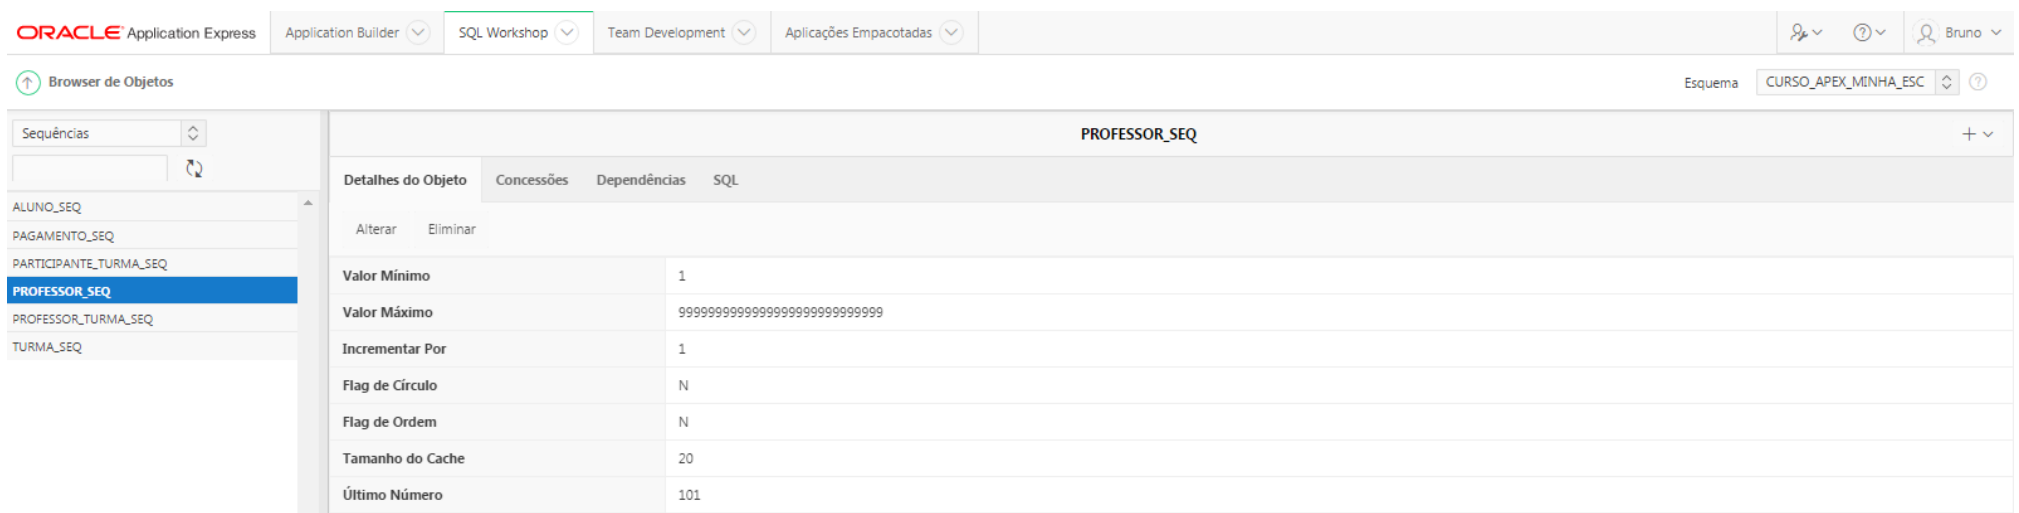 ORACLE Application Express Application Builder SQL Workshop Team Development Aplicações Empacotadas Bruno
Browser de Objetos Esquema CURSO_APEX_MINHA_ESC
Sequências
PROFESSOR_SEQ
Detalhes do Objeto Concessões Dependências SQL
ALUNO_SEQ
PAGAMENTO_SEQ
PARTICIPANTE_TURMA_SEQ
PROFESSOR_SEQ
PROFESSOR_TURMA_SEQ
TURMA_SEQ
Alterar Eliminar
Valor Mínimo 1
Valor Máximo 9999999999999999999999999999
Incrementar Por 1
Flag de Círculo N
Flag de Ordem N
Tamanho do Cache 20
Último Número 101